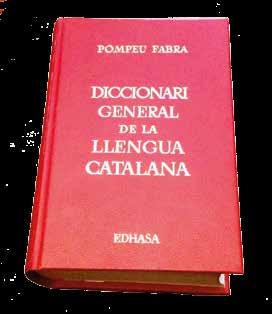 POMPEU FABRA
DICCIONARI
GENERAL
DE LA
LLENGUA
CATALANA
EDHASA